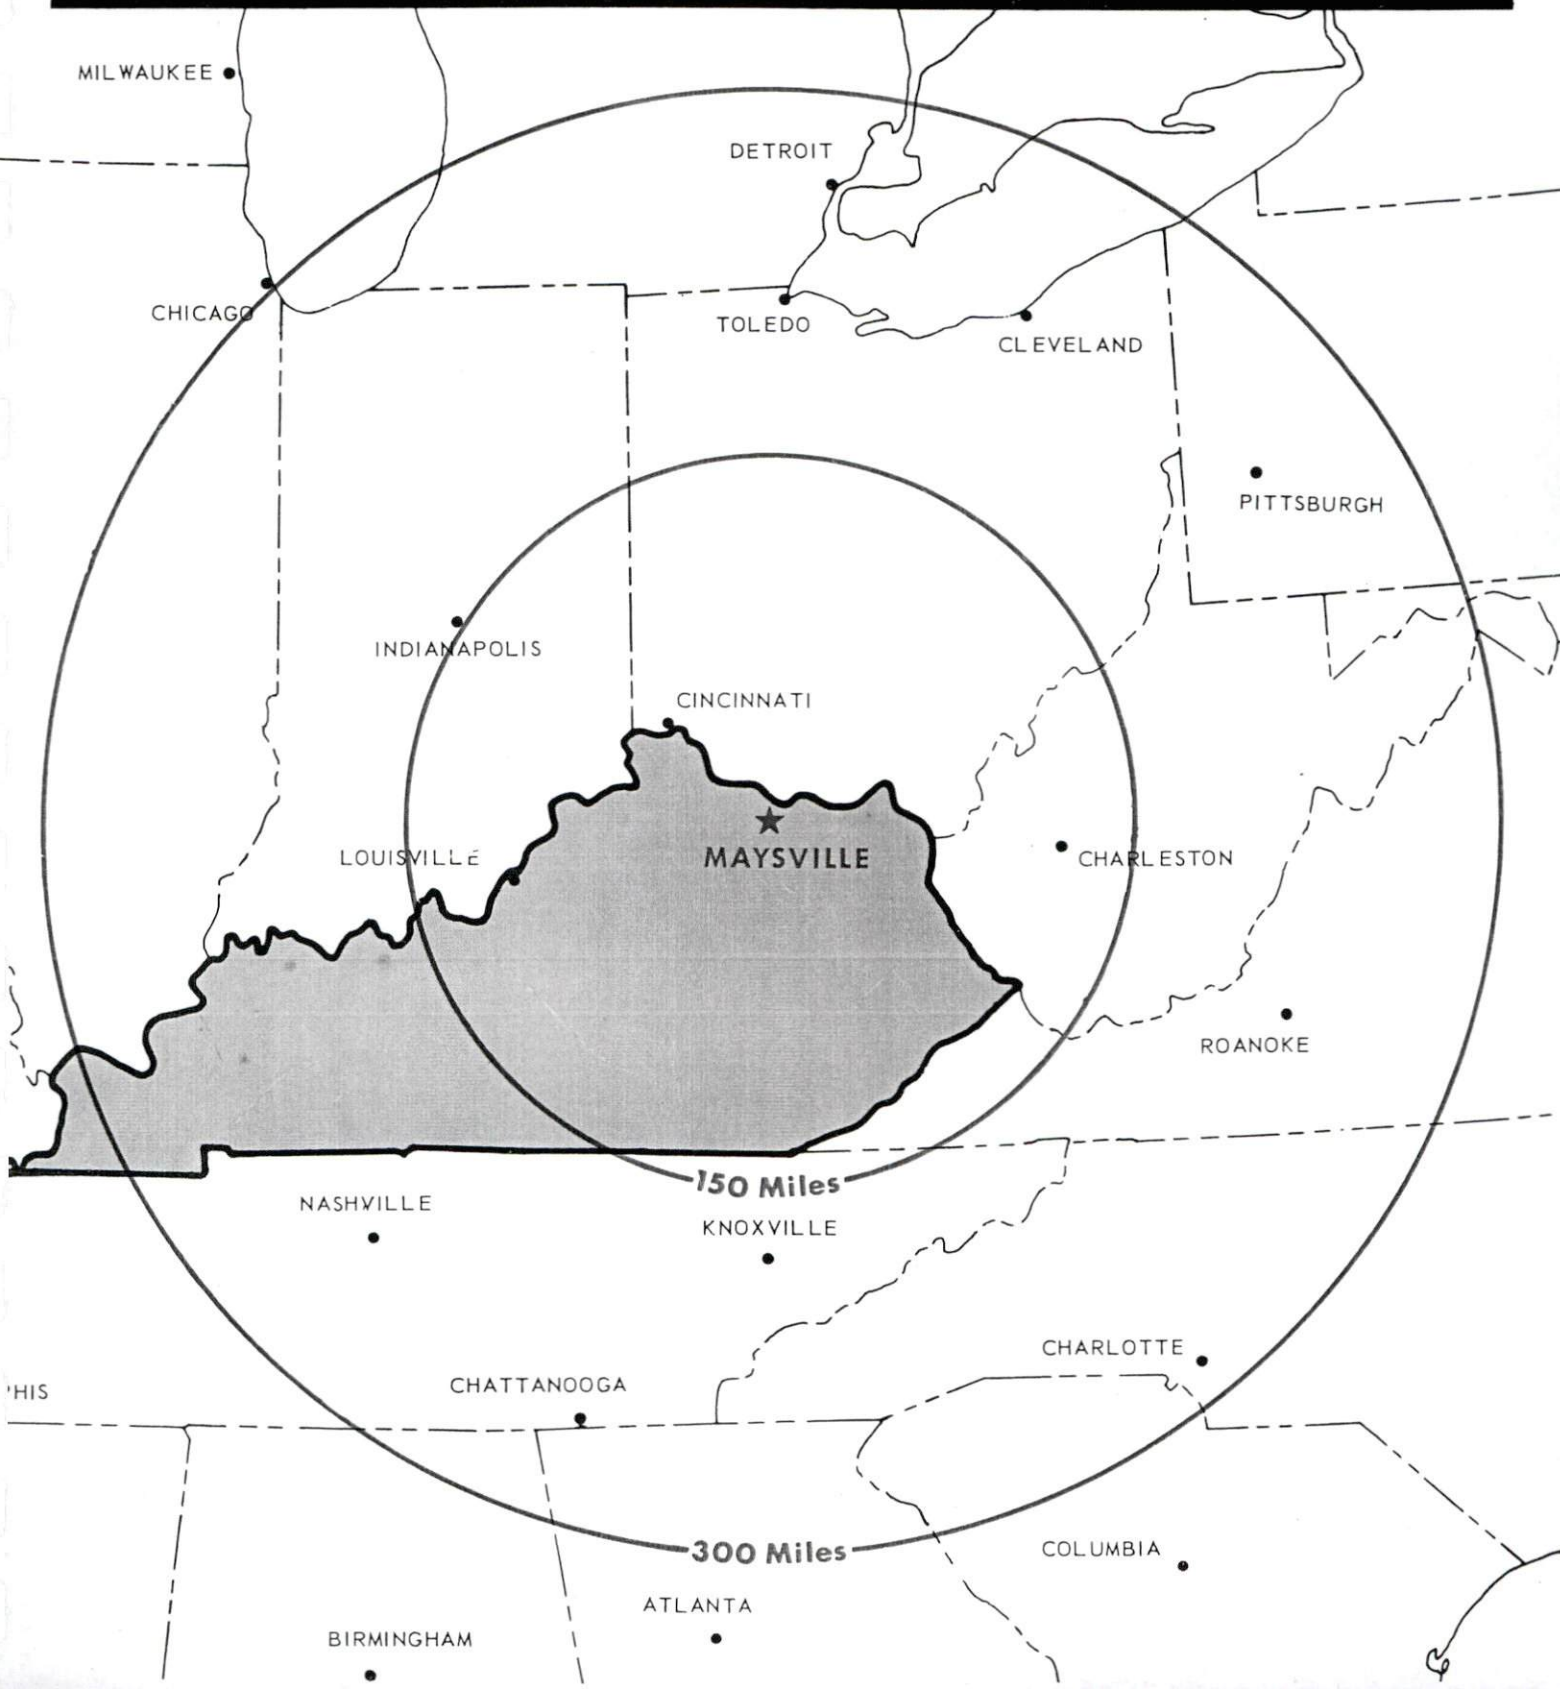 MILWAUKEE
DETROIT
CHICAGO
TOLEDO
CLEVELAND
PITTSBURGH
INDIANAPOLIS
CINCINNATI
LOUISVILLE
MAYSVILLE
CHARLESTON
ROANOKE
150 Miles
NASHVILLE
KNOXVILLE
CHARLOTTE
CHATTANOOGA
PHIS
300 Miles
COLUMBIA
ATLANTA
BIRMINGHAM